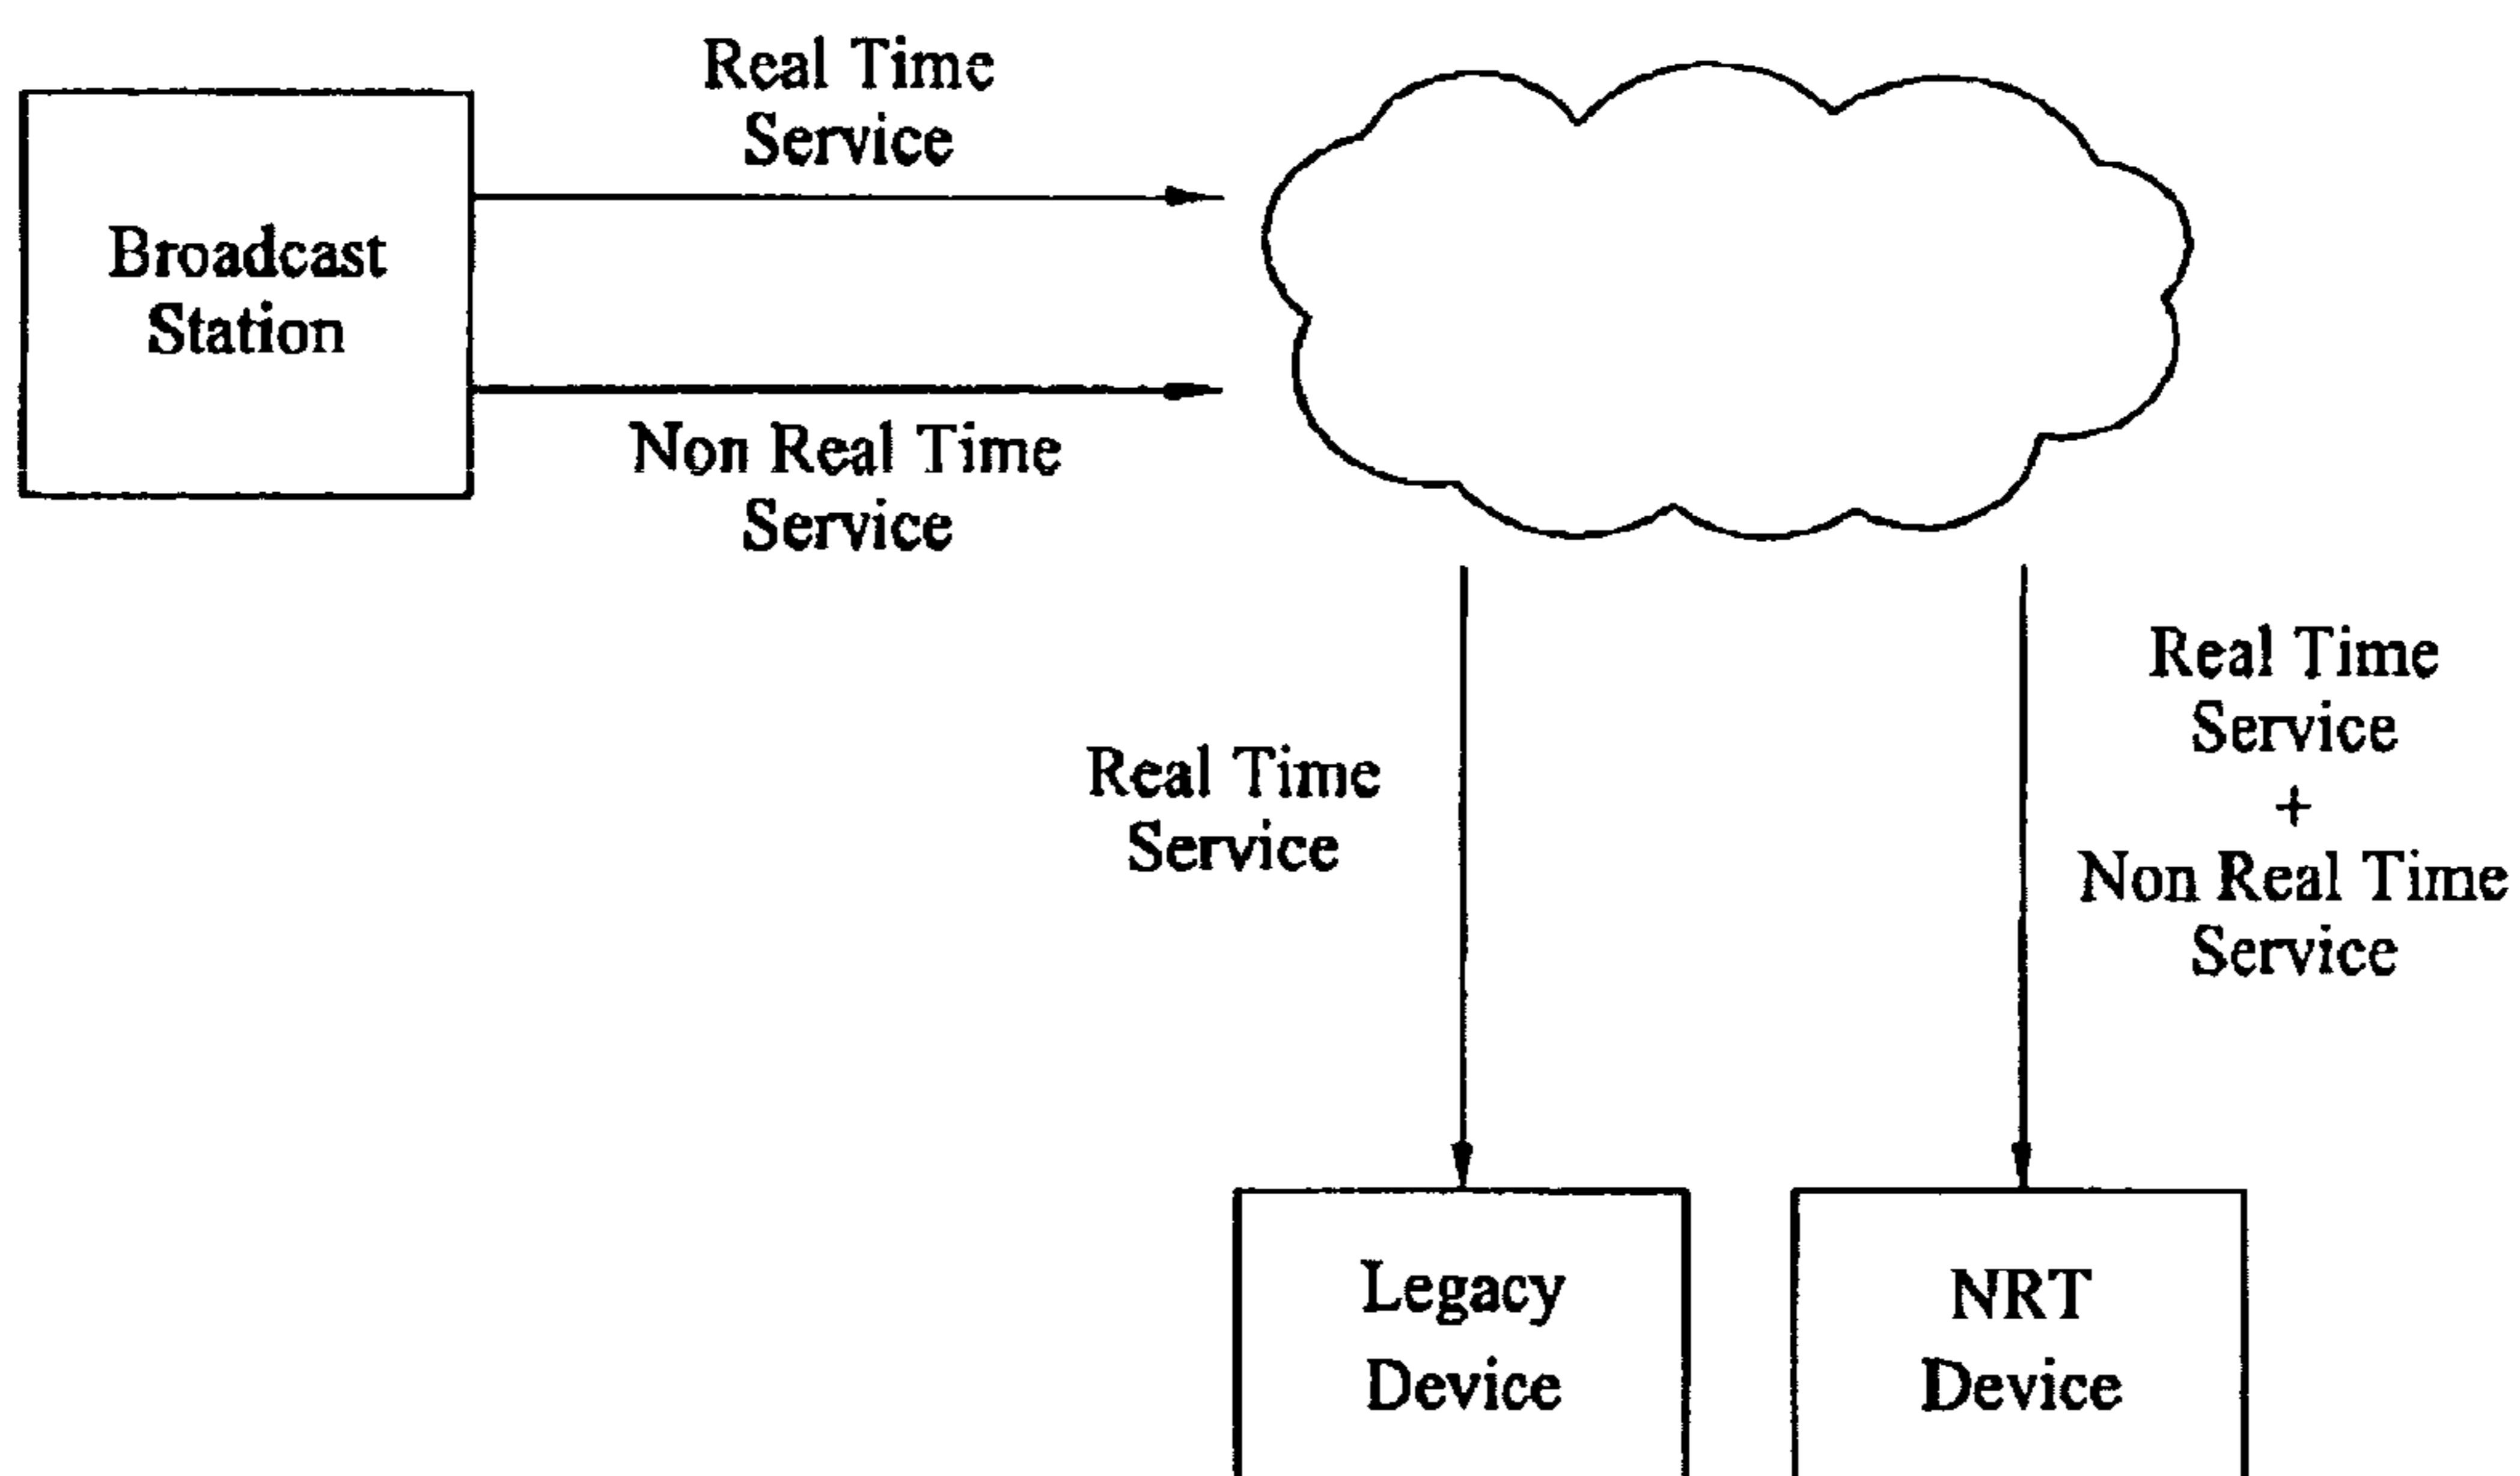 Real Time
Service
Broadcast
Station
Non Real Time
Service
Real Time
Service
Real Time
Service
+
Non Real Time
Service
Legacy
Device
NRT
Device